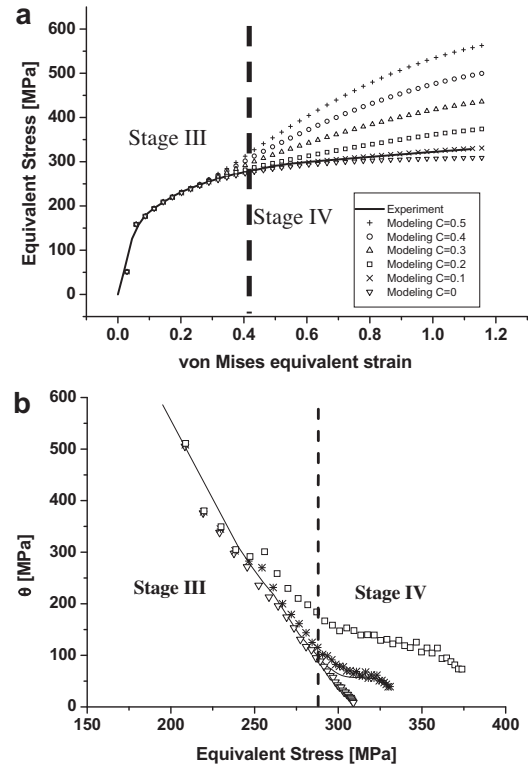 a
600
500
400
300
200
100
0
Equivalent Stress [MPa]
Stage III
Stage IV
Experiment
Modeling C=0.5
Modeling C=0.4
Modeling C=0.3
Modeling C=0.2
Modeling C=0.1
Modeling C=0
0.0 0.2 0.4 0.6 0.8 1.0 1.2
von Mises equivalent strain
b
600
500
400
300
200
100
0
θ [MPa]
Stage III
Stage IV
150 200 250 300 350 400
Equivalent Stress [MPa]